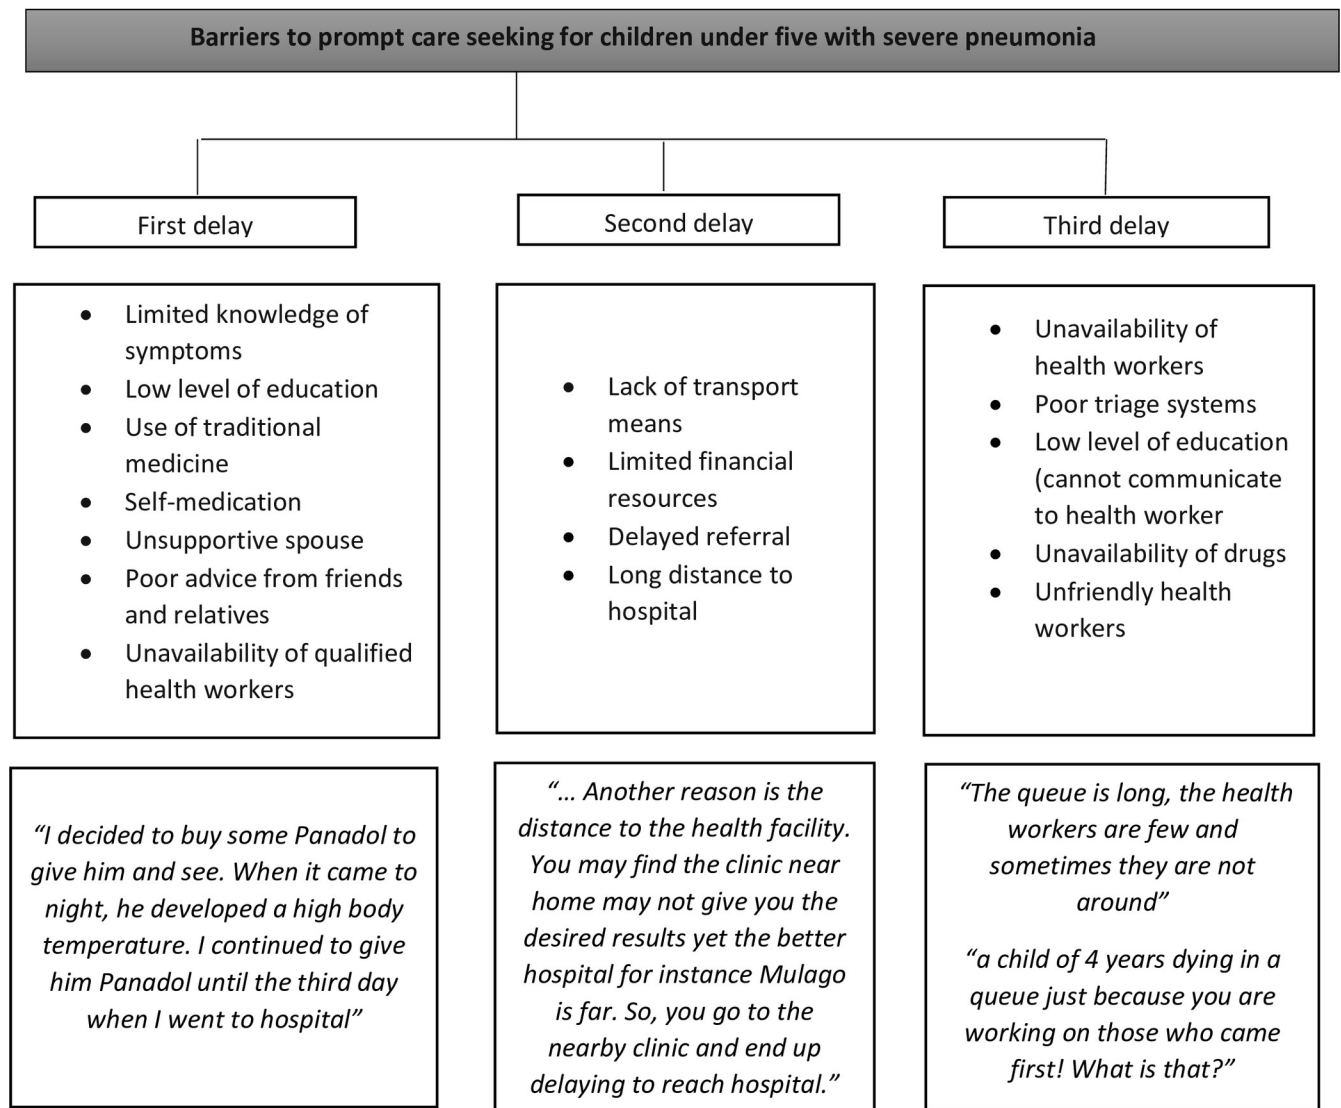 Barriers to prompt care seeking for children under five with severe pneumonia
First delay
Second delay
Third delay
• Limited knowledge of
symptoms
• Low level of education
• Use of traditional
medicine
• Self-medication
• Unsupportive spouse
• Poor advice from friends
and relatives
• Unavailability of qualified
health workers
• Lack of transport
means
• Limited financial
resources
• Delayed referral
• Long distance to
hospital
• Unavailability of
health workers
• Poor triage systems
• Low level of education
(cannot communicate
to health worker
• Unavailability of drugs
• Unfriendly health
workers
“I decided to buy some Panadol to
give him and see. When it came to
night, he developed a high body
temperature. I continued to give
him Panadol until the third day
when I went to hospital”
“… Another reason is the
distance to the health facility.
You may find the clinic near
home may not give you the
desired results yet the better
hospital for instance Mulago
is far. So, you go to the
nearby clinic and end up
delaying to reach hospital.”
“The queue is long, the health
workers are few and
sometimes they are not
around”
“a child of 4 years dying in a
queue just because you are
working on those who came
first! What is that?”